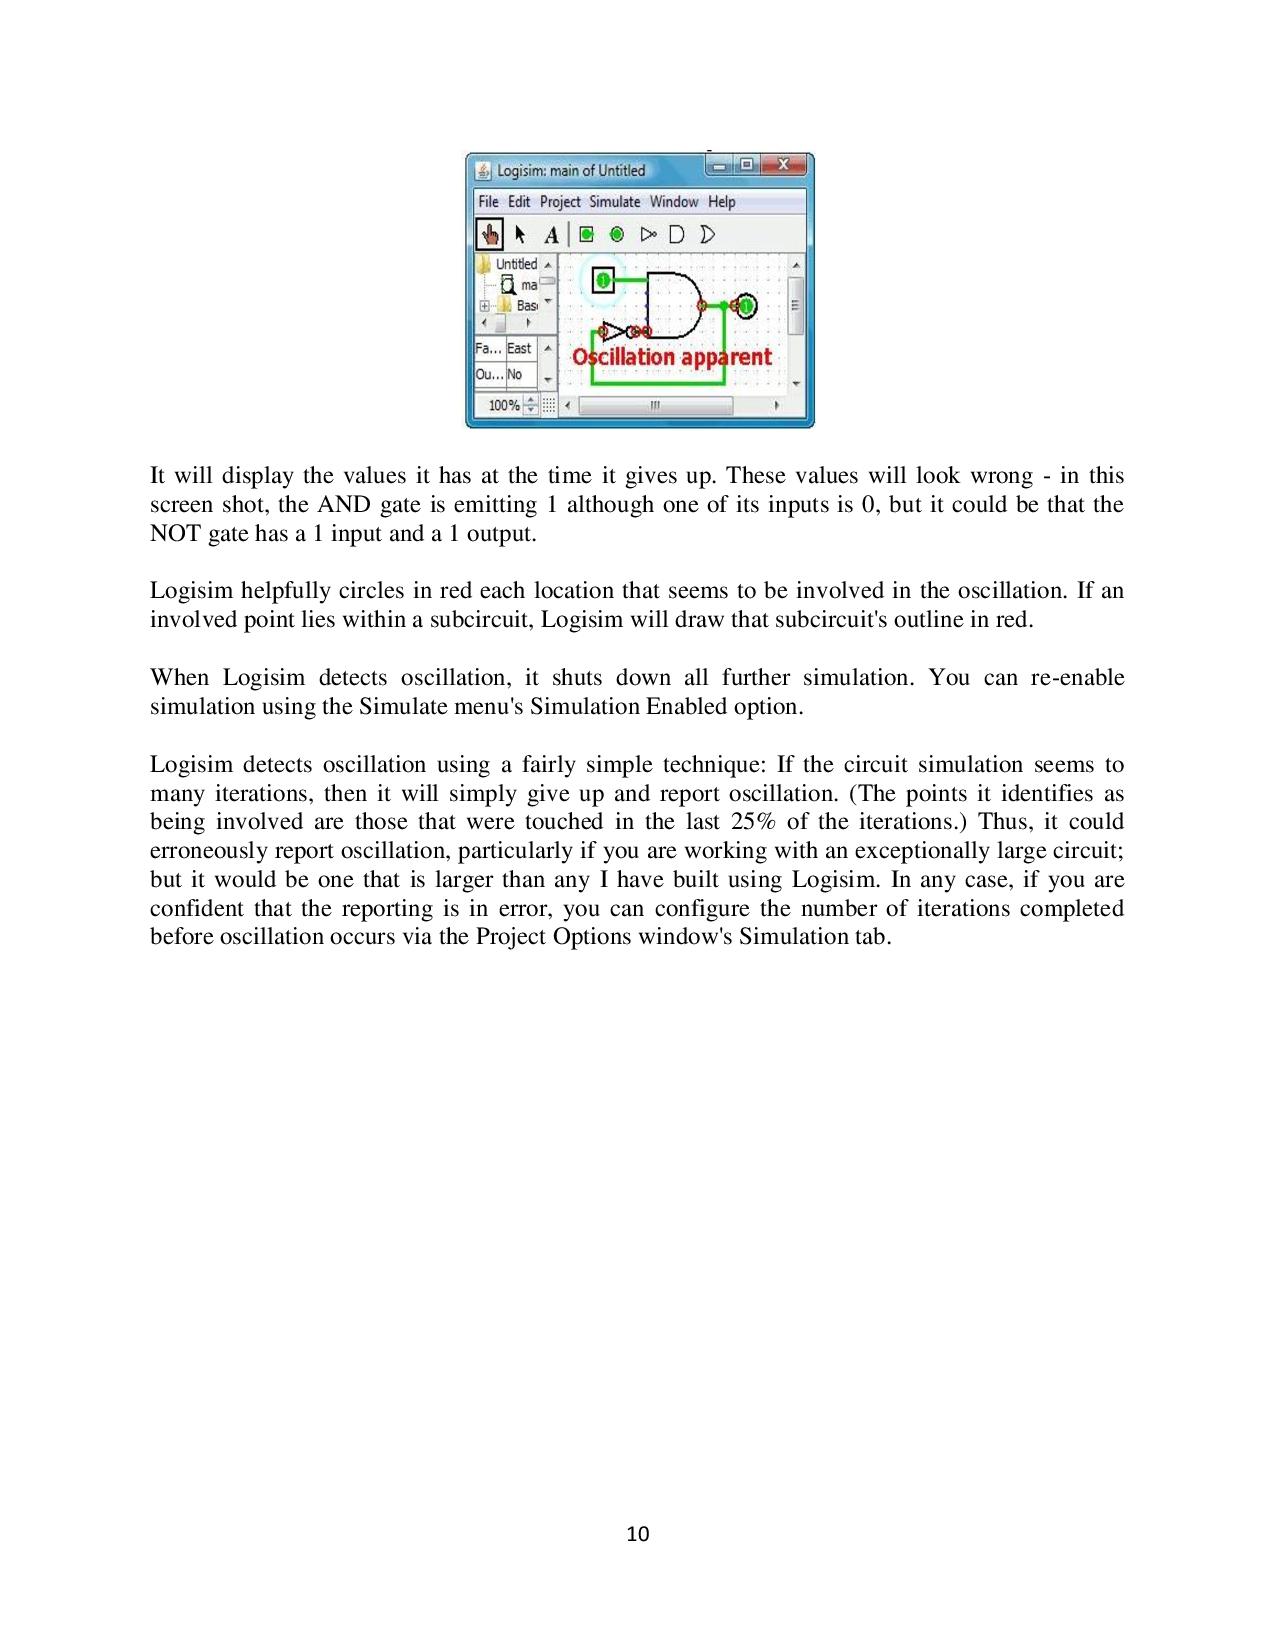 Logisim: main of Untitled
File Edit Project Simulate Window Help
A
Untitled
ma
Bas
1
1
Fa... East
Oscillation apparent
Ou... No
100%
It will display the values it has at the time it gives up. These values will look wrong - in this
screen shot, the AND gate is emitting 1 although one of its inputs is 0, but it could be that the
NOT gate has a 1 input and a 1 output.
Logisim helpfully circles in red each location that seems to be involved in the oscillation. If an
involved point lies within a subcircuit, Logisim will draw that subcircuit's outline in red.
When Logisim detects oscillation, it shuts down all further simulation. You can re-enable
simulation using the Simulate menu's Simulation Enabled option.
Logisim detects oscillation using a fairly simple technique: If the circuit simulation seems to
many iterations, then it will simply give up and report oscillation. (The points it identifies as
being involved are those that were touched in the last 25% of the iterations.) Thus, it could
erroneously report oscillation, particularly if you are working with an exceptionally large circuit;
but it would be one that is larger than any I have built using Logisim. In any case, if you are
confident that the reporting is in error, you can configure the number of iterations completed
before oscillation occurs via the Project Options window's Simulation tab.
10